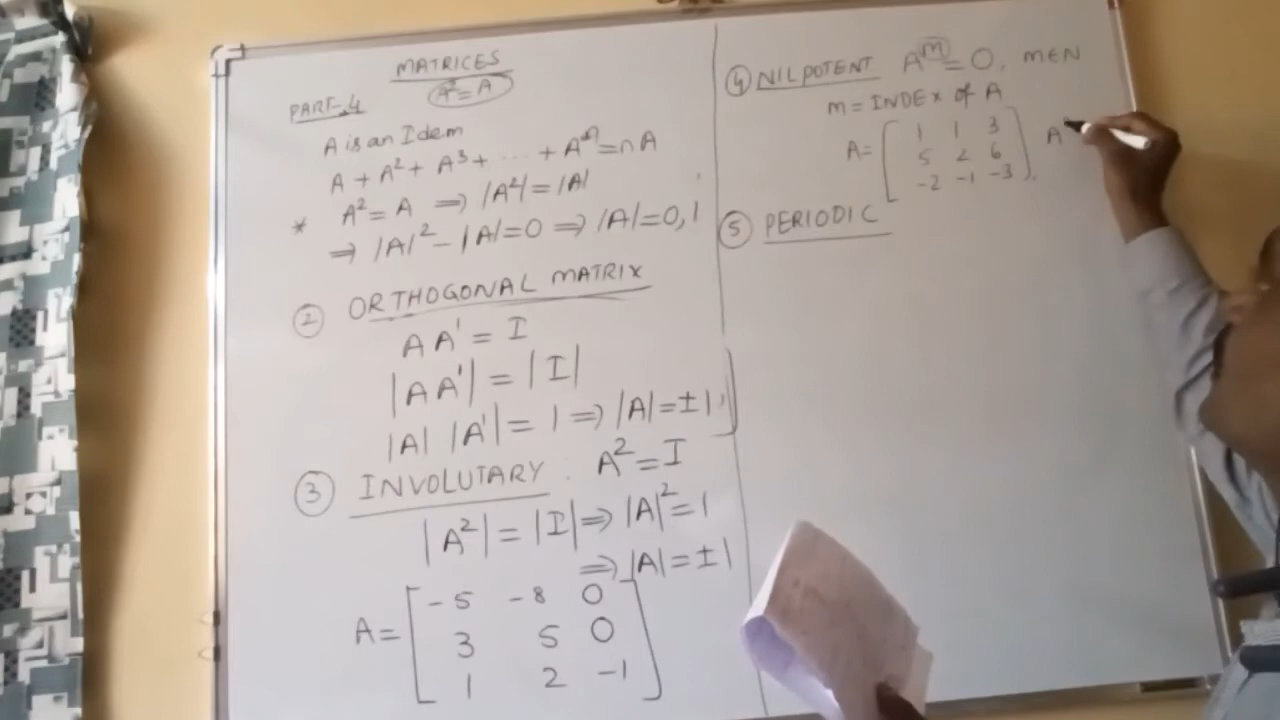 MATRICES
PART-4
A² = A
A is an Idem
A + A² + A³ + ... + Aⁿ = nA
* A² = A ⇒ |A²| = |A|
⇒ |A|² - |A| = 0 ⇒ |A| = 0, 1
② ORTHOGONAL MATRIX
A A' = I
|A A'| = |I|
|A| |A'| = 1 ⇒ |A| = ±1
③ INVOLUTARY . A² = I
|A²| = |I| ⇒ |A|² = 1
⇒ |A| = ±1
A = [ -5 -8 0
3 5 0
1 2 -1 ]
④ NILPOTENT A^m = 0, mEN
m = INDEX of A
A = [ 1 1 3
5 2 6
-2 -1 -3 ], A
⑤ PERIODIC